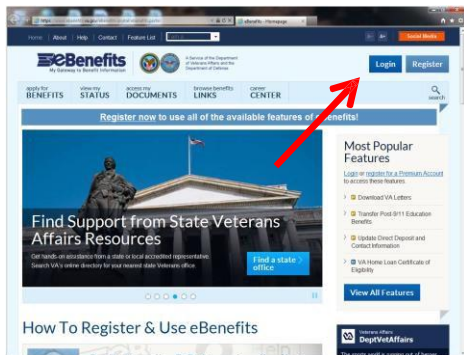 eBenefits - Homepage
Home | About | Help | Contact | Feature List
Social Media
eBenefits
My Gateway to Benefit Information
A Service of the Department
of Veterans Affairs and the
Department of Defense
Login
Register
apply for
BENEFITS
view my
STATUS
access my
DOCUMENTS
browse benefits
LINKS
career
CENTER
search
Register now to use all of the available features of eBenefits!
Find Support from State Veterans
Affairs Resources
Get hands-on assistance from a state or local accredited representative.
Search VA's online directory for your nearest state Veterans office.
Find a state
office
Most Popular
Features
Login or register for a Premium Account
to access these features.
Download VA Letters
Transfer Post-9/11 Education
Benefits
Update Direct Deposit and
Contact Information
VA Home Loan Certificate of
Eligibility
View All Features
How To Register & Use eBenefits
Veterans Affairs
DeptVetAffairs